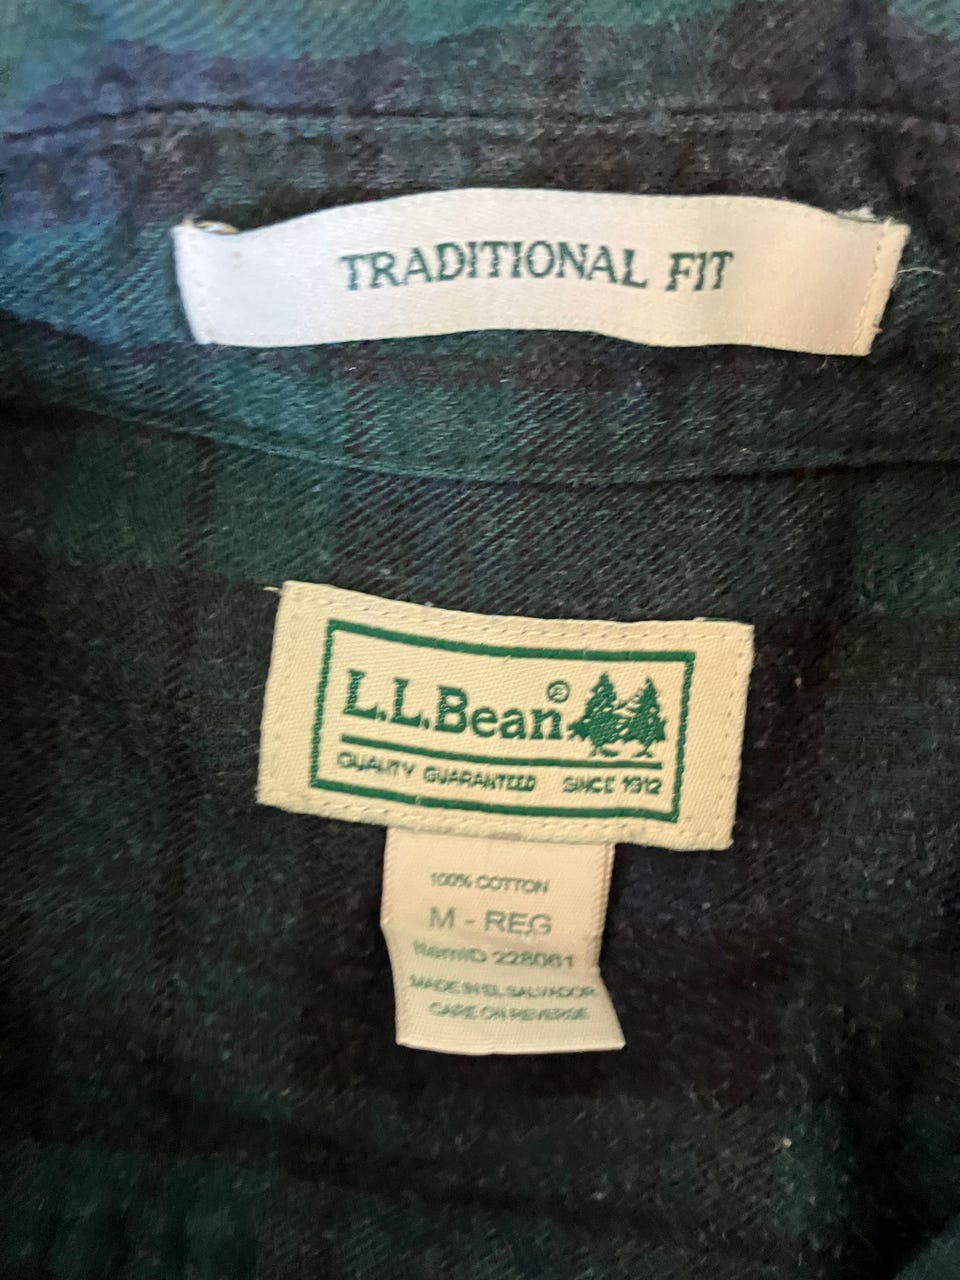 TRADITIONAL FIT
L.L.Bean®
QUALITY GUARANTEED SINCE 1912
100% COTTON
M - REG
ItemID 228061
MADE IN EL SALVADOR
CARE ON REVERSE